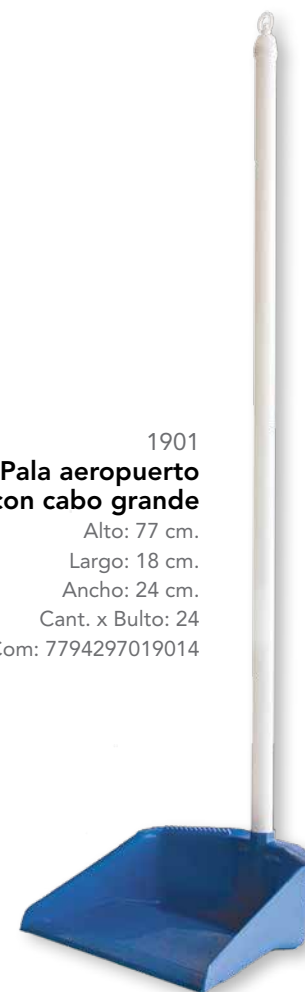 1901
Pala aeropuerto
con cabo grande
Alto: 77 cm.
Largo: 18 cm.
Ancho: 24 cm.
Cant. x Bulto: 24
Com: 7794297019014